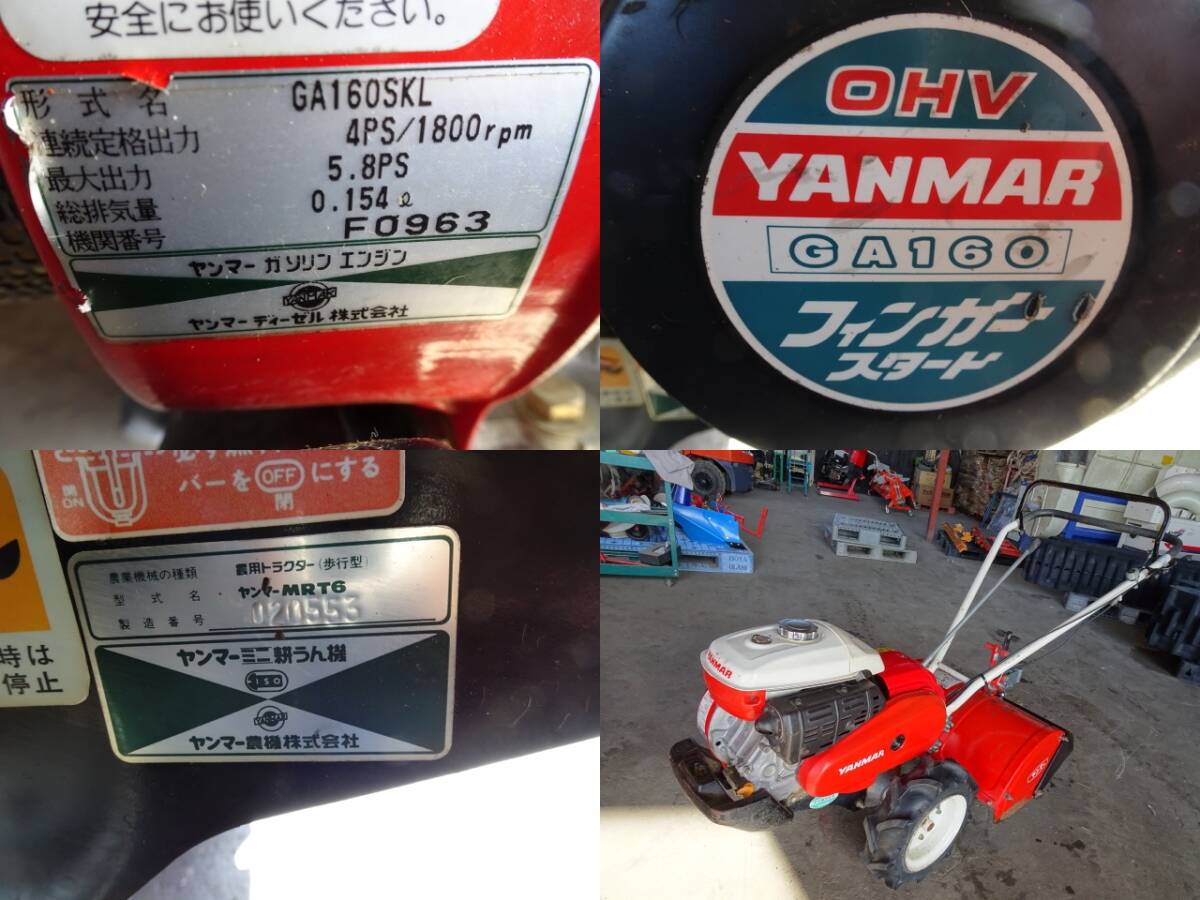 安全にお使いください。
形式名 GA160SKL
連続定格出力 4PS/1800rpm
最大出力 5.8PS
総排気量 0.154ℓ
機関番号 F0963
ヤンマーガソリンエンジン
YANMAR
ヤンマーディーゼル株式会社
OHV
YANMAR
GA160
フィンガー
スタート
バーを OFF にする
開 ON
閉
農業機械の種類 農用トラクター(歩行型)
型式名 ヤンマーMRT6
製造番号 020553
ヤンマーミニ耕うん機
ISO
YANMAR
ヤンマー農機株式会社
時は
停止
YANMAR
YANMAR